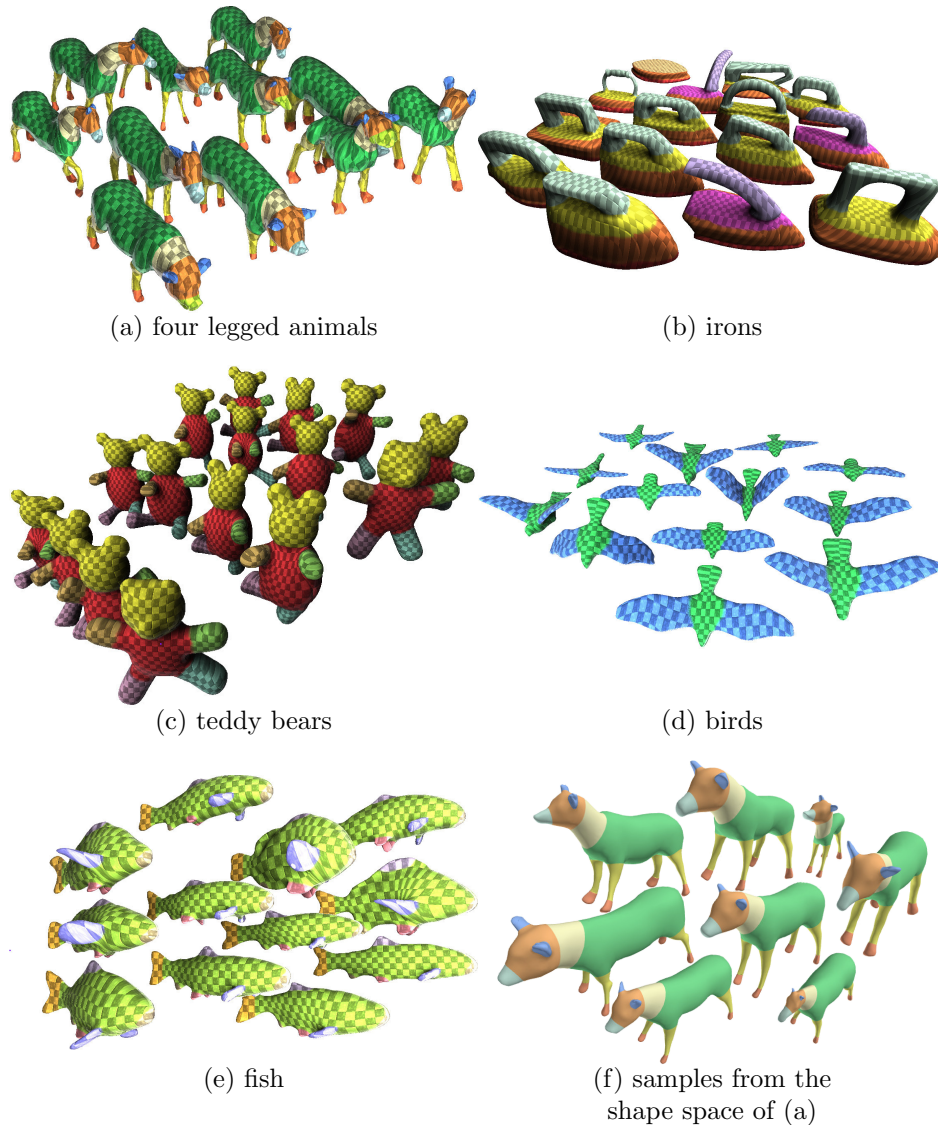 (a) four legged animals
(b) irons
(c) teddy bears
(d) birds
(e) fish
(f) samples from the
shape space of (a)